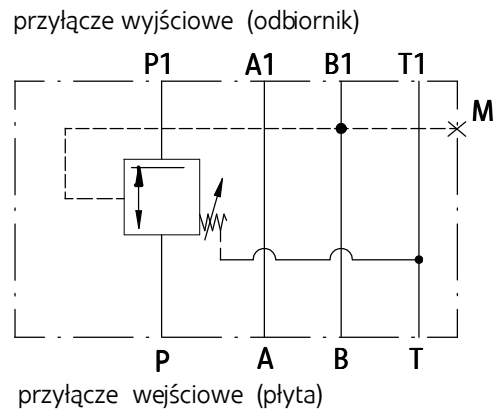 przyłącze wyjściowe (odbiornik)
P1 A1 B1 T1
M
P A B T
przyłącze wejściowe (płyta)